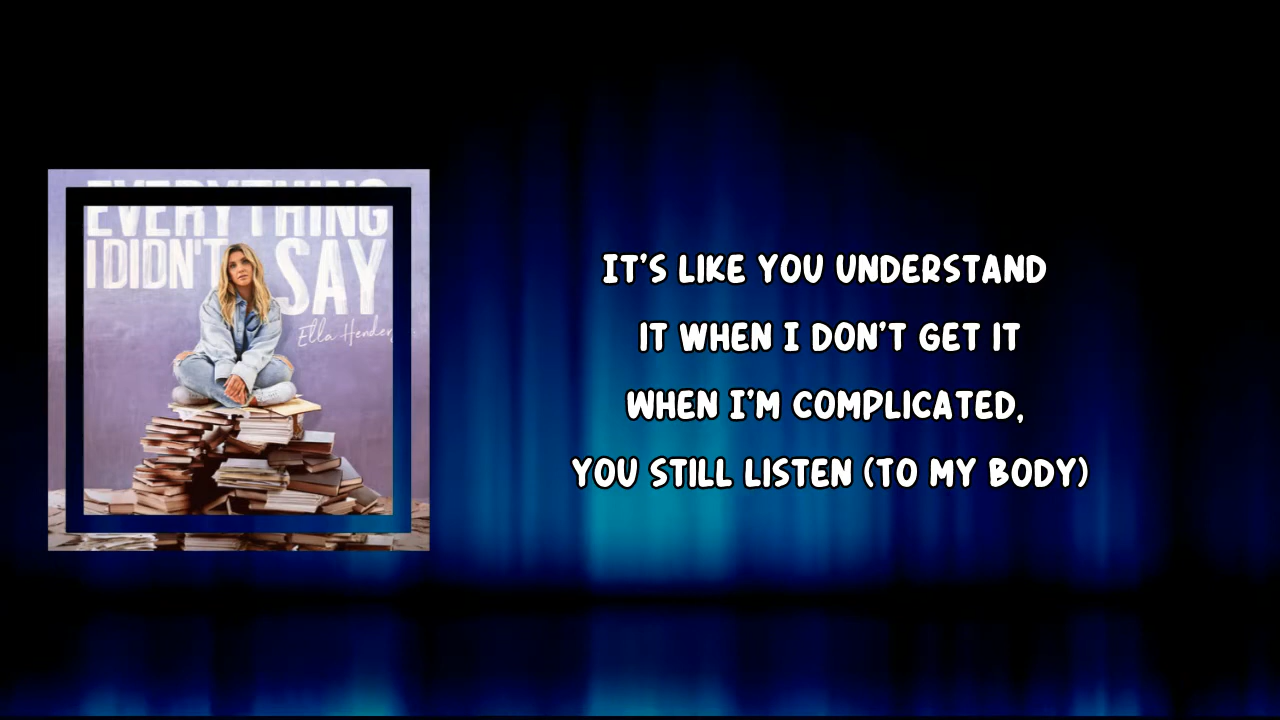 EVERYTHING
I DIDN'T SAY
Ella
IT'S LIKE YOU UNDERSTAND
IT WHEN I DON'T GET IT
WHEN I'M COMPLICATED,
YOU STILL LISTEN (TO MY BODY)